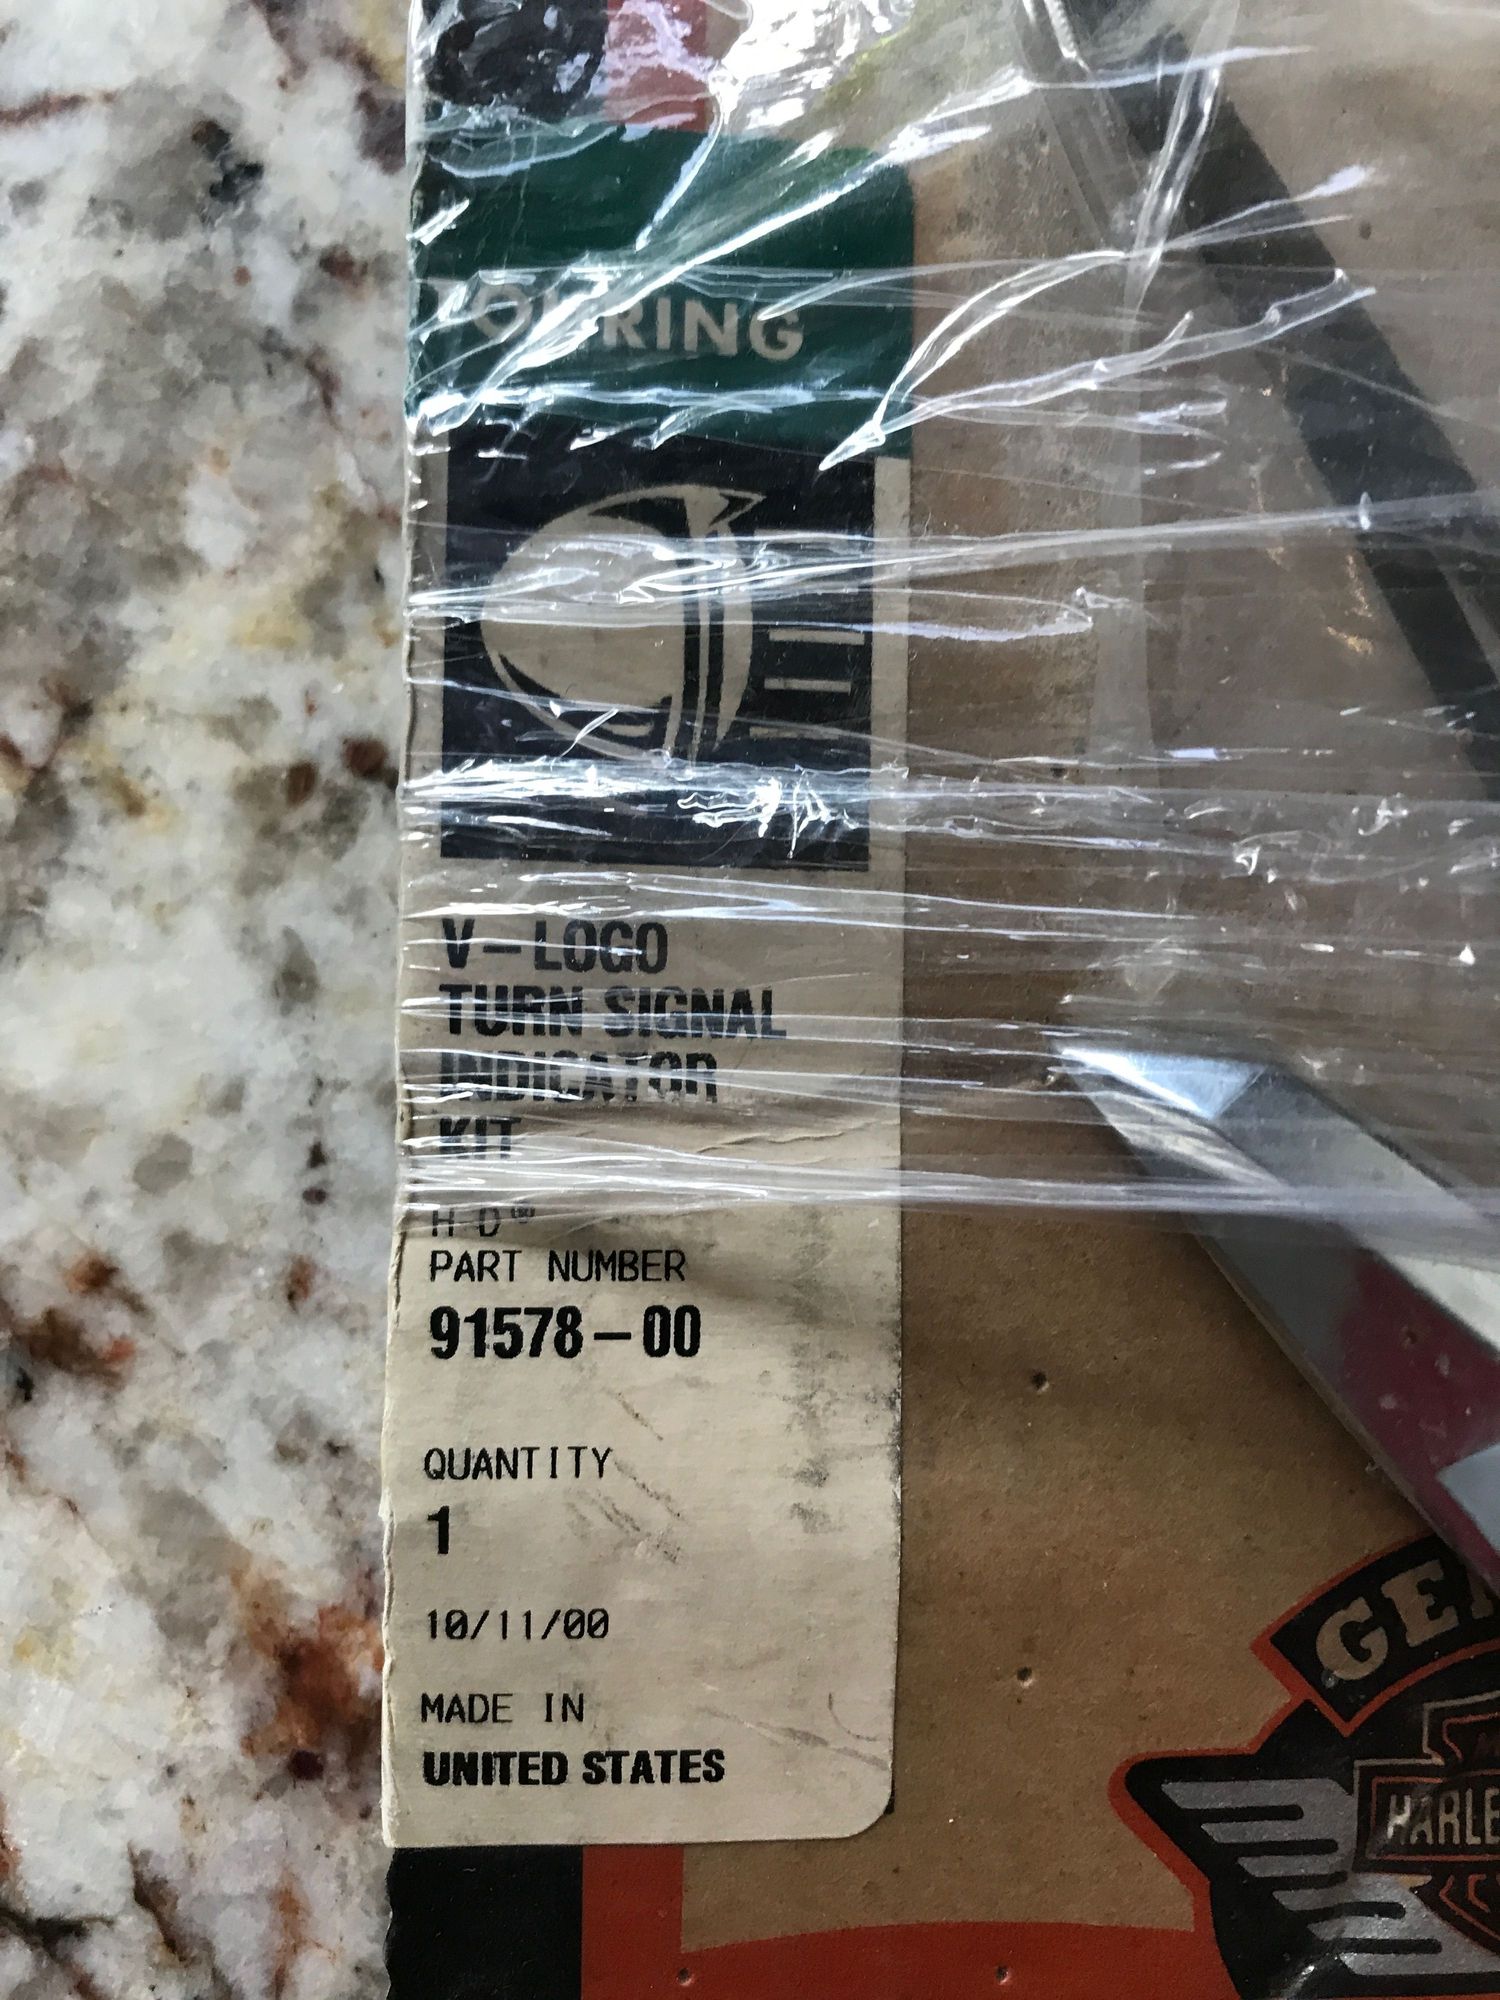 TOURING
V-LOGO
TURN SIGNAL
INDICATOR
KIT
H-D®
PART NUMBER
91578-00
QUANTITY
1
10/11/00
MADE IN
UNITED STATES